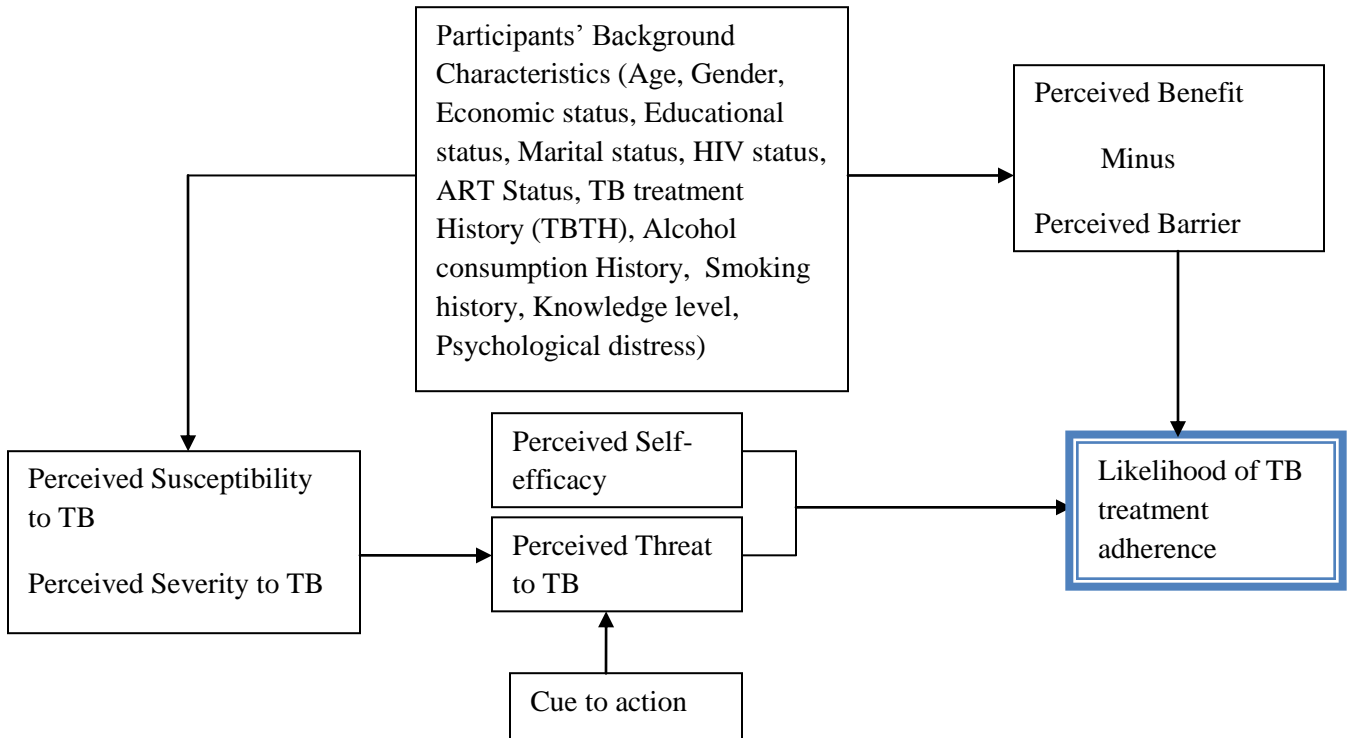 Participants’ Background
Characteristics (Age, Gender,
Economic status, Educational
status, Marital status, HIV status,
ART Status, TB treatment
History (TBTH), Alcohol
consumption History,  Smoking
history, Knowledge level,
Psychological distress)
Perceived Benefit
Minus
Perceived Barrier
Perceived Susceptibility
to TB
Perceived Severity to TB
Perceived Self-
efficacy
Perceived Threat
to TB
Likelihood of TB
treatment
adherence
Cue to action